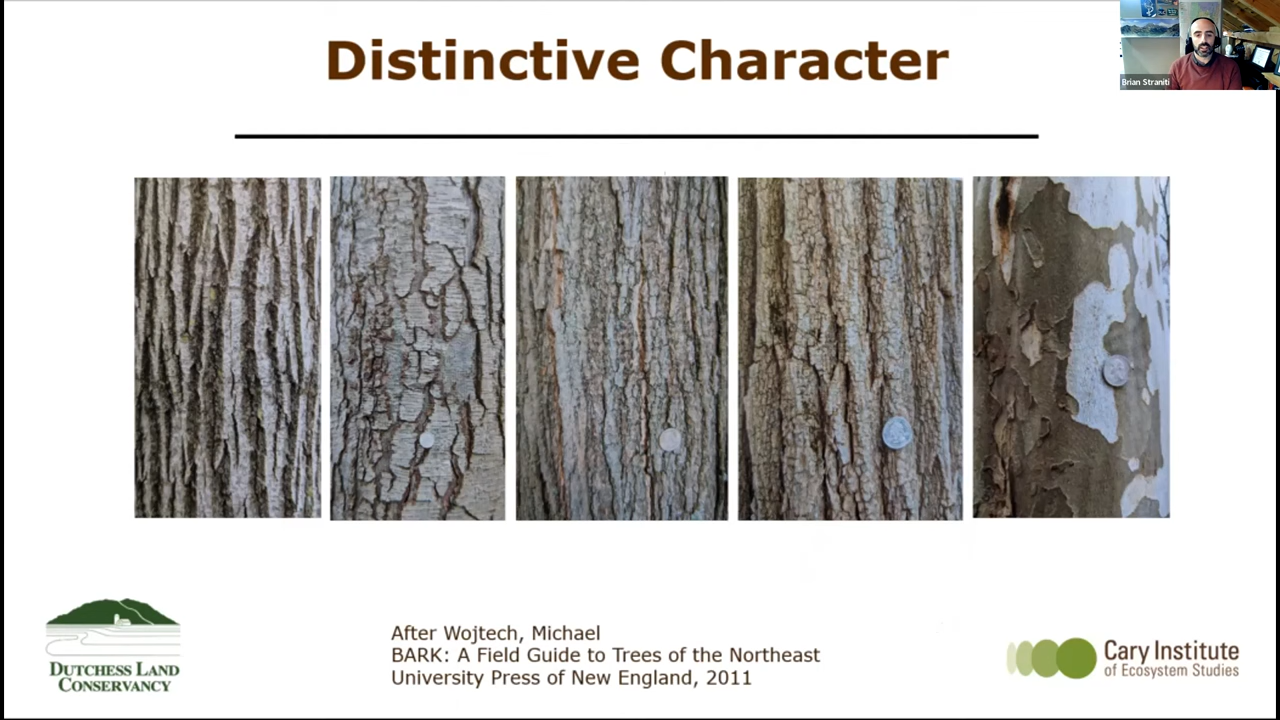 Distinctive Character
Brian Straniti
DUTCHESS LAND
CONSERVANCY
After Wojtech, Michael
BARK: A Field Guide to Trees of the Northeast
University Press of New England, 2011
Cary Institute
of Ecosystem Studies